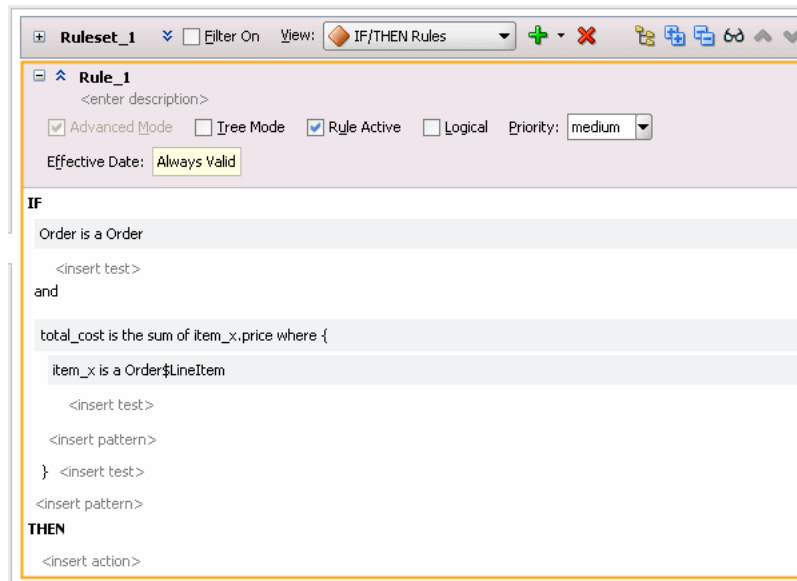 Ruleset_1 Filter On View: IF/THEN Rules
Rule_1
<enter description>
Advanced Mode Tree Mode Rule Active Logical Priority: medium
Effective Date: Always Valid
IF
Order is a Order
<insert test>
and
total_cost is the sum of item_x.price where {
item_x is a Order$LineItem
<insert test>
<insert pattern>
} <insert test>
<insert pattern>
THEN
<insert action>